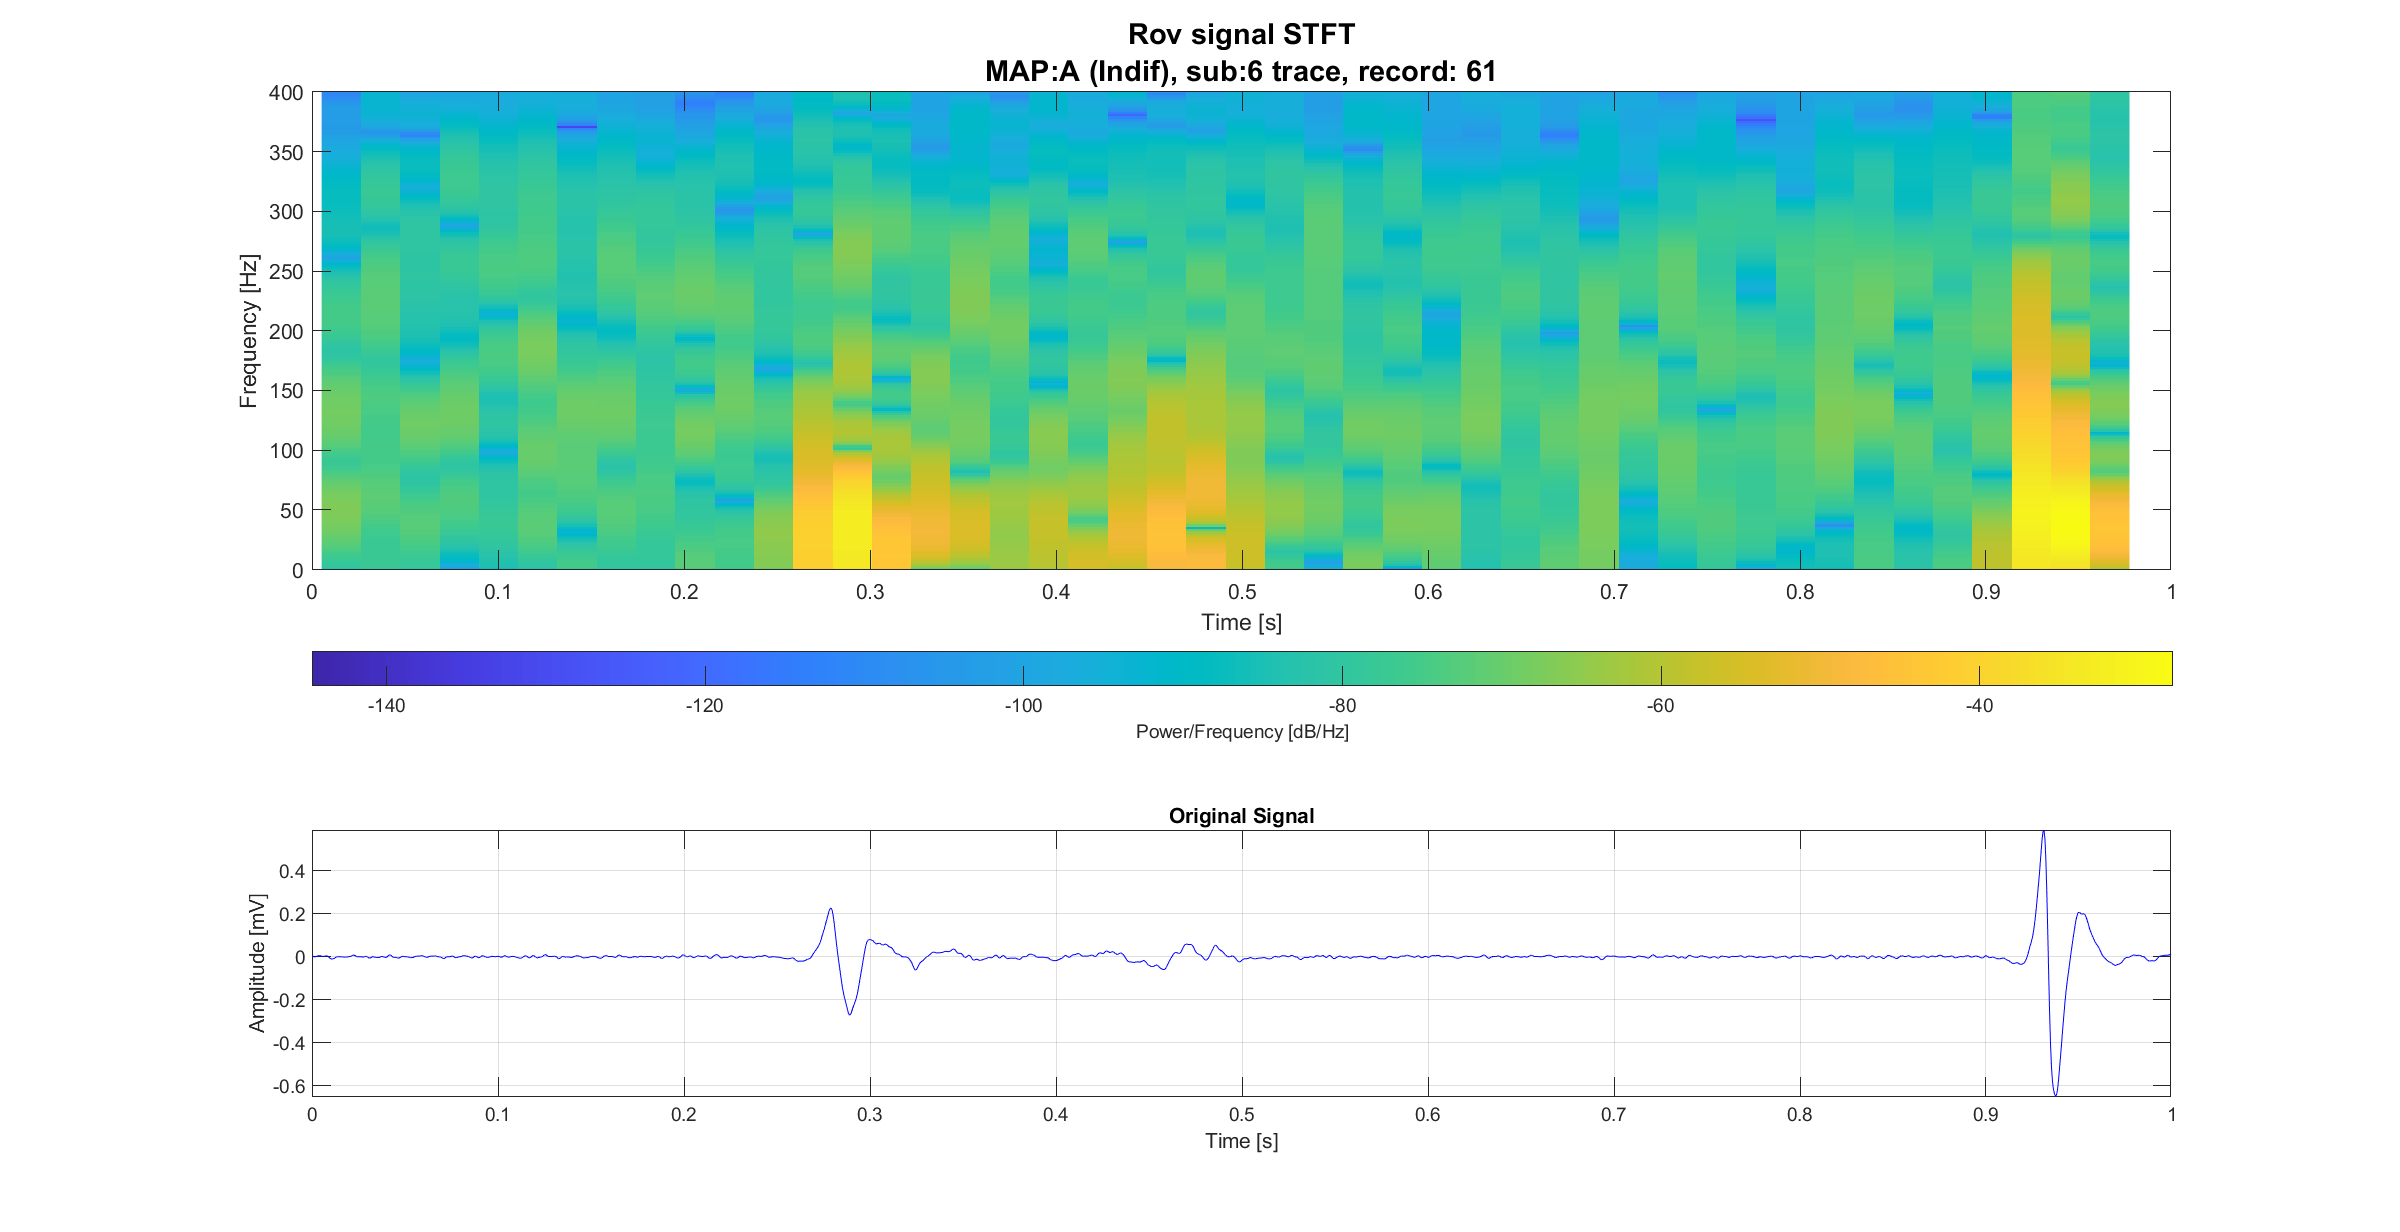 Rov signal STFT
MAP:A (Indif), sub:6 trace, record: 61
400
350
300
250
200
150
100
50
0
Frequency [Hz]
0 0.1 0.2 0.3 0.4 0.5 0.6 0.7 0.8 0.9 1
Time [s]
-140 -120 -100 -80 -60 -40
Power/Frequency [dB/Hz]
Original Signal
0.4
0.2
0
-0.2
-0.4
-0.6
Amplitude [mV]
0 0.1 0.2 0.3 0.4 0.5 0.6 0.7 0.8 0.9 1
Time [s]